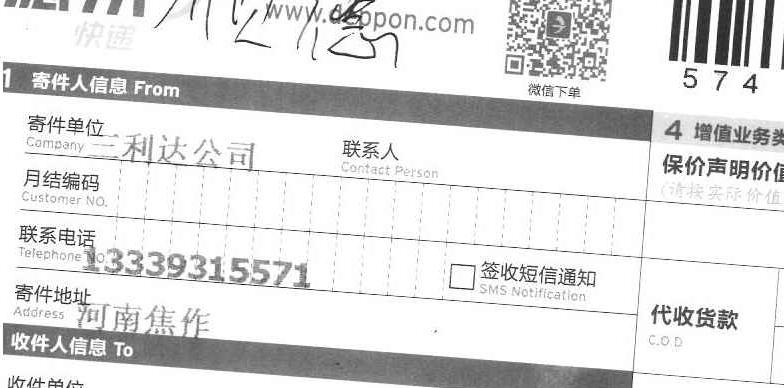 快递
www.deppon.com
微信下单
574
1 寄件人信息 From
寄件单位
Company
三利达公司
联系人
Contact Person
4 增值业务类
保价声明价值
(请按实际价值
月结编码
Customer NO.
联系电话
Telephone NO.
13339315571
签收短信通知
SMS Notification
寄件地址
Address
河南焦作
代收货款
C.O.D
收件人信息 To
收件单位